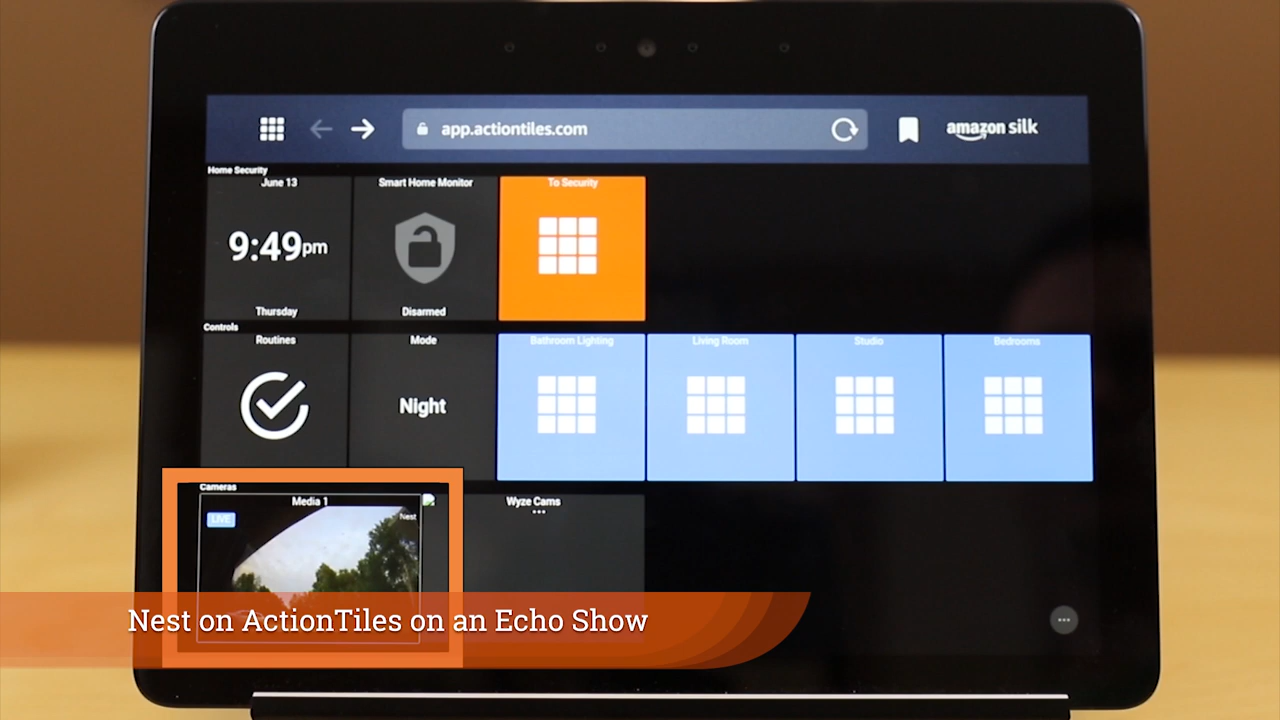 app.actiontiles.com
amazon silk
Home Security
June 13
Smart Home Monitor
To Security
9:49pm
Thursday
Disarmed
Controls
Routines
Mode
Bathroom Lighting
Living Room
Studio
Bedrooms
Night
Cameras
Media 1
Wyze Cams
LIVE
Nest
Nest on ActionTiles on an Echo Show